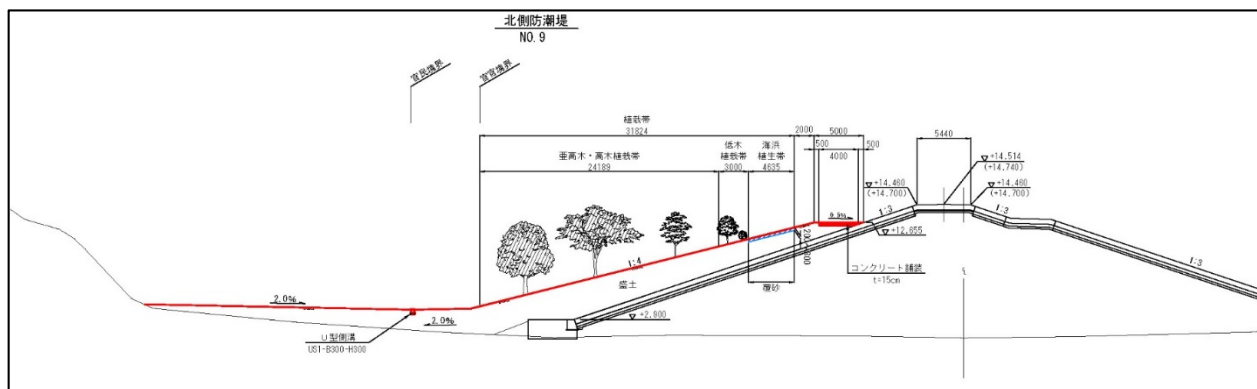 北側防潮堤
NO. 9
官民境界
官官境界
植栽帯
31824
2000
5000
5440
亜高木・高木植栽帯
24189
低木
植栽帯
3000
海浜
植生帯
4635
500
4000
500
+14.514
(+14.740)
+14.460
(+14.700)
+14.460
(+14.700)
1:3
+12.655
1:4
盛土
覆砂
コンクリート舗装
t=15cm
1:3
2.0%
2.0%
+2.900
U型側溝
US1-B300-H300